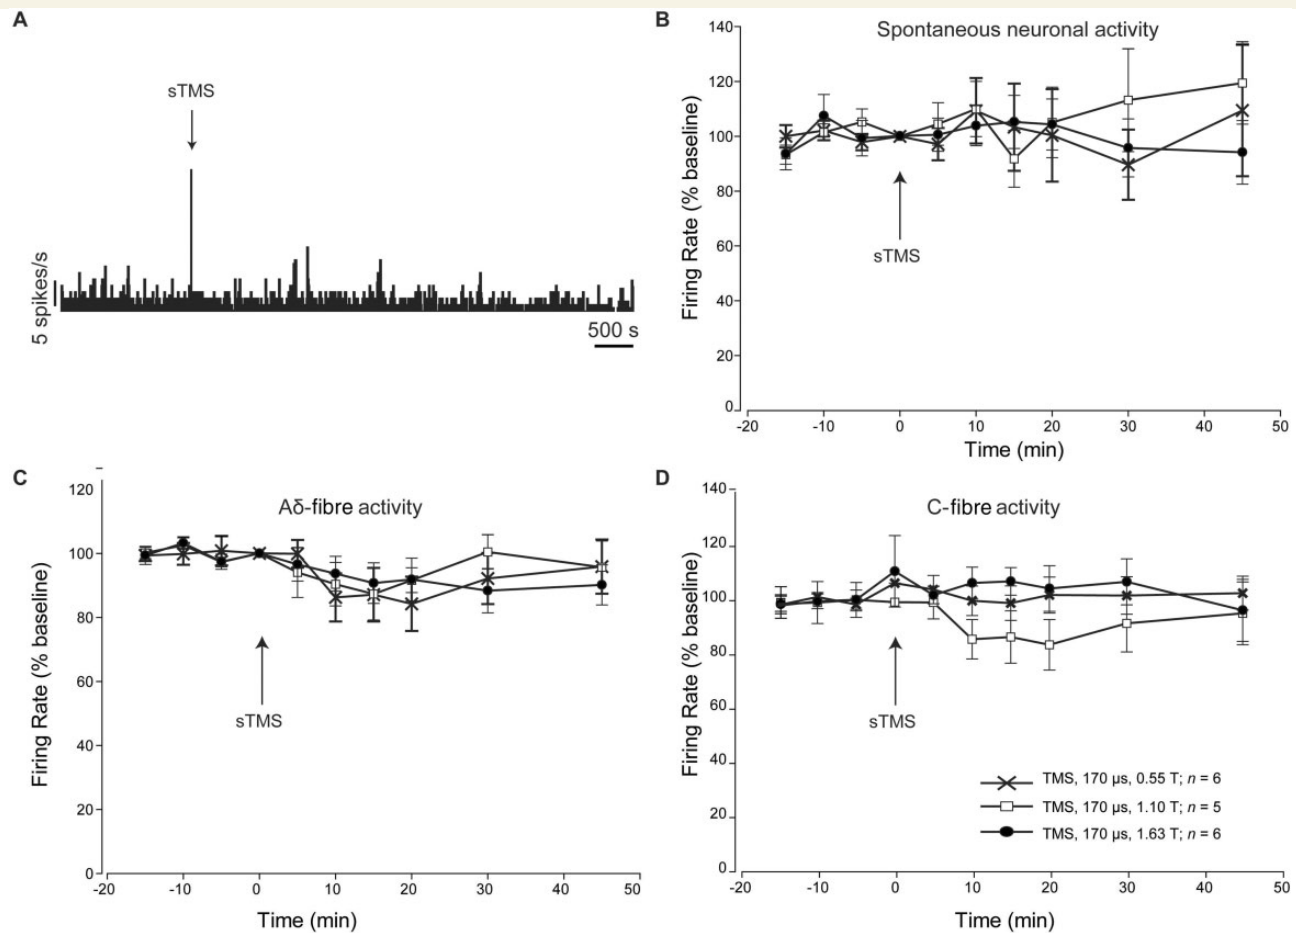 A
sTMS
5 spikes/s
500 s
B
Spontaneous neuronal activity
Firing Rate (% baseline)
140
120
100
80
60
40
20
0
sTMS
-20
-10
0
10
20
30
40
50
Time (min)
C
Aδ-fibre activity
Firing Rate (% baseline)
120
100
80
60
40
20
0
sTMS
-20
-10
0
10
20
30
40
50
Time (min)
D
C-fibre activity
Firing Rate (% baseline)
140
120
100
80
60
40
20
0
sTMS
TMS, 170 µs, 0.55 T; n = 6
TMS, 170 µs, 1.10 T; n = 5
TMS, 170 µs, 1.63 T; n = 6
-20
-10
0
10
20
30
40
50
Time (min)